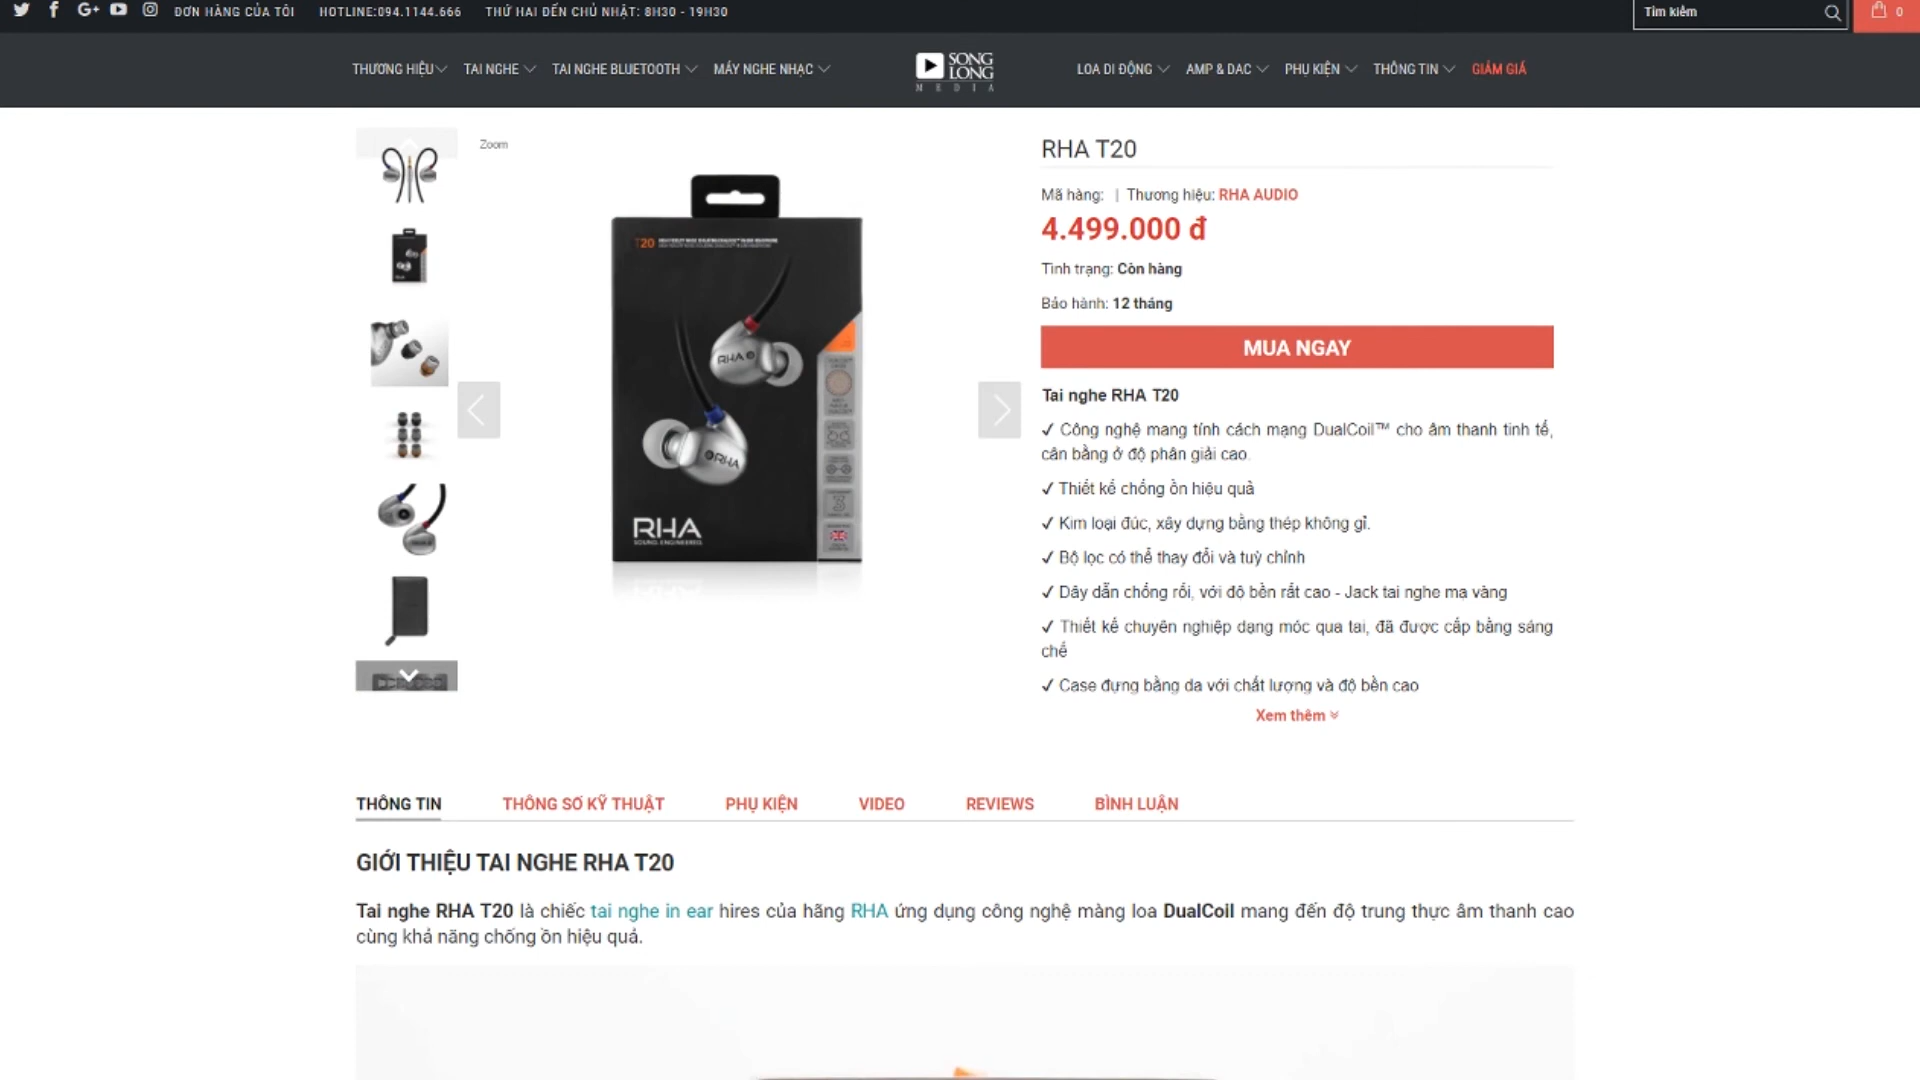 ĐƠN HÀNG CỦA TÔI HOTLINE:094.1144.666 THỨ HAI ĐẾN CHỦ NHẬT: 8H30 - 19H30 Tìm kiếm 0
THƯƠNG HIỆU TAI NGHE TAI NGHE BLUETOOTH MÁY NGHE NHẠC SONG LONG MEDIA LOA DI ĐỘNG AMP & DAC PHỤ KIỆN THÔNG TIN GIẢM GIÁ
Zoom
T20
RHA
RHA
RHA
SOUND. ENGINEERED.
RHA T20
Mã hàng: | Thương hiệu: RHA AUDIO
4.499.000 đ
Tình trạng: Còn hàng
Bảo hành: 12 tháng
MUA NGAY
Tai nghe RHA T20
✓ Công nghệ mang tính cách mạng DualCoil™ cho âm thanh tinh tế,
cân bằng ở độ phân giải cao.
✓ Thiết kế chống ồn hiệu quả
✓ Kim loại đúc, xây dựng bằng thép không gỉ.
✓ Bộ lọc có thể thay đổi và tuỳ chỉnh
✓ Dây dẫn chống rối, với độ bền rất cao - Jack tai nghe mạ vàng
✓ Thiết kế chuyên nghiệp dạng móc qua tai, đã được cấp bằng sáng
chế
✓ Case đựng bằng da với chất lượng và độ bền cao
Xem thêm
THÔNG TIN THÔNG SỐ KỸ THUẬT PHỤ KIỆN VIDEO REVIEWS BÌNH LUẬN
GIỚI THIỆU TAI NGHE RHA T20
Tai nghe RHA T20 là chiếc tai nghe in ear hires của hãng RHA ứng dụng công nghệ màng loa DualCoil mang đến độ trung thực âm thanh cao
cùng khả năng chống ồn hiệu quả.